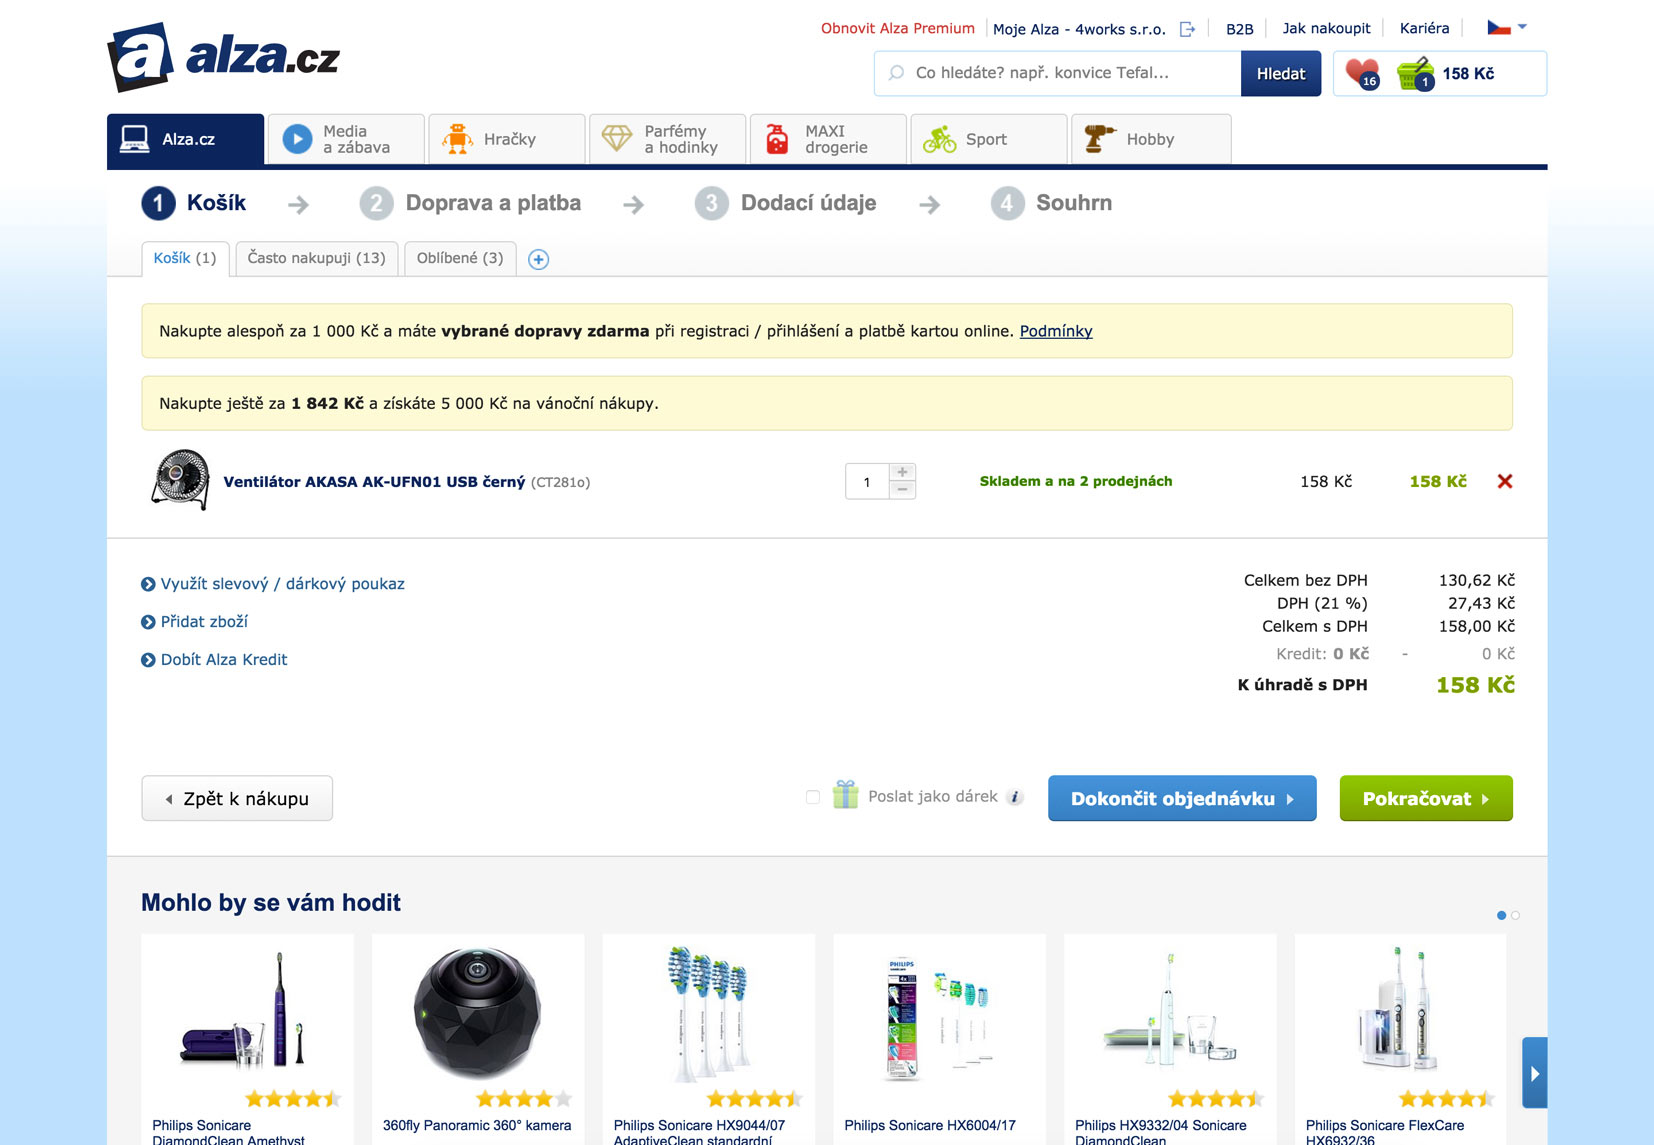 Obnovit Alza Premium
Moje Alza - 4works s.r.o.
B2B
Jak nakoupit
Kariéra
a alza.cz
Co hledáte? např. konvice Tefal...
Hledat
16
1
158 Kč
Alza.cz
Media
a zábava
Hračky
Parfémy
a hodinky
MAXI
drogerie
Sport
Hobby
1 Košík
2 Doprava a platba
3 Dodací údaje
4 Souhrn
Košík (1)
Často nakupuji (13)
Oblíbené (3)
Nakupte alespoň za 1 000 Kč a máte vybrané dopravy zdarma při registraci / přihlášení a platbě kartou online. Podmínky
Nakupte ještě za 1 842 Kč a získáte 5 000 Kč na vánoční nákupy.
Ventilátor AKASA AK-UFN01 USB černý (CT281o)
1
Skladem a na 2 prodejnách
158 Kč
158 Kč
Využít slevový / dárkový poukaz
Přidat zboží
Dobít Alza Kredit
Celkem bez DPH 130,62 Kč
DPH (21 %) 27,43 Kč
Celkem s DPH 158,00 Kč
Kredit: 0 Kč - 0 Kč
K úhradě s DPH 158 Kč
Zpět k nákupu
Poslat jako dárek
Dokončit objednávku
Pokračovat
Mohlo by se vám hodit
PHILIPS
Philips Sonicare
DiamondClean Amethyst
360fly Panoramic 360° kamera
Philips Sonicare HX9044/07
AdaptiveClean standardní
Philips Sonicare HX6004/17
Philips HX9332/04 Sonicare
DiamondClean
Philips Sonicare FlexCare
HX6932/36